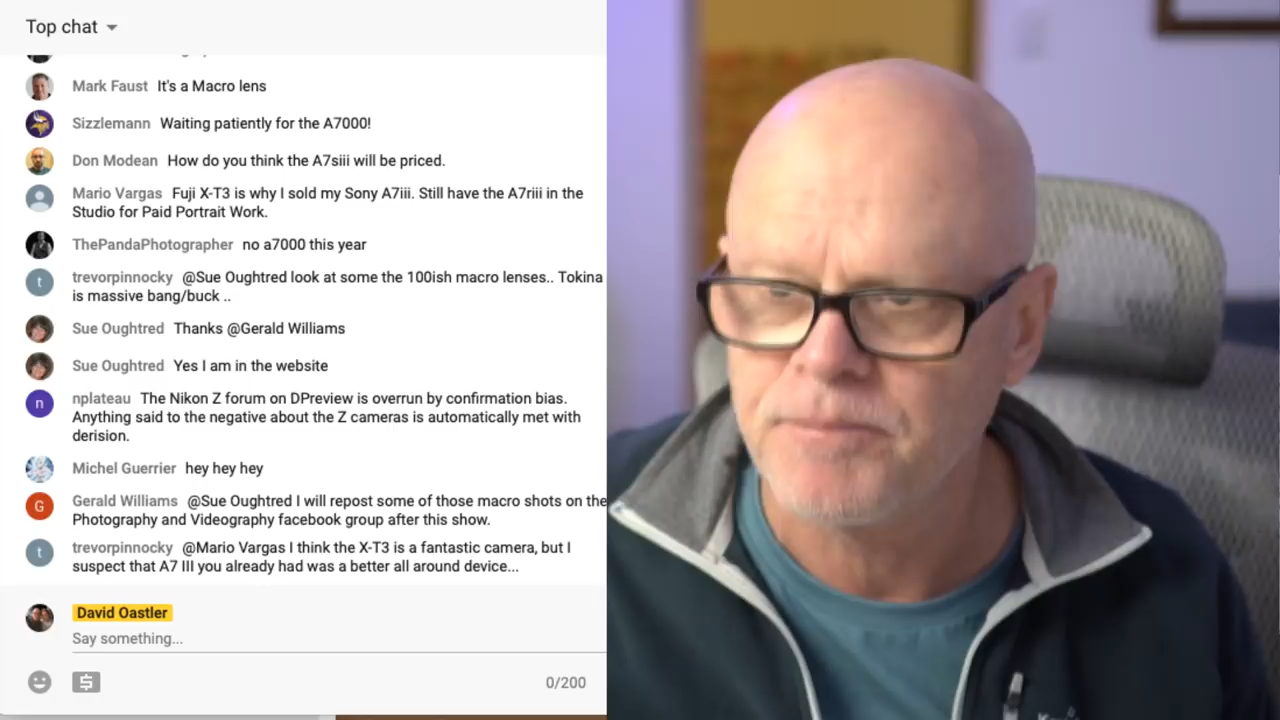 Top chat
Mark Faust It's a Macro lens
Sizzlemann Waiting patiently for the A7000!
Don Modean How do you think the A7siii will be priced.
Mario Vargas Fuji X-T3 is why I sold my Sony A7iii. Still have the A7riii in the
Studio for Paid Portrait Work.
ThePandaPhotographer no a7000 this year
t
trevorpinnocky @Sue Oughtred look at some the 100ish macro lenses.. Tokina
is massive bang/buck ..
Sue Oughtred Thanks @Gerald Williams
Sue Oughtred Yes I am in the website
n
nplateau The Nikon Z forum on DPreview is overrun by confirmation bias.
Anything said to the negative about the Z cameras is automatically met with
derision.
Michel Guerrier hey hey hey
G
Gerald Williams @Sue Oughtred I will repost some of those macro shots on the
Photography and Videography facebook group after this show.
t
trevorpinnocky @Mario Vargas I think the X-T3 is a fantastic camera, but I
suspect that A7 III you already had was a better all around device...
David Oastler
Say something...
$
0/200